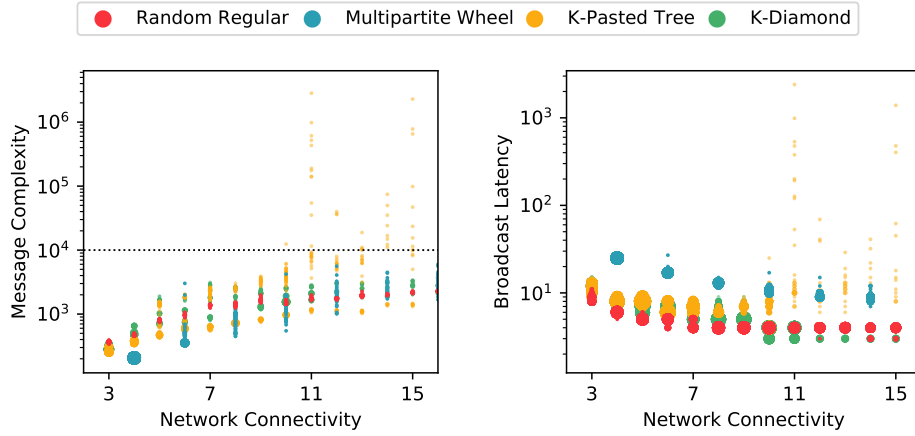 Random Regular Multipartite Wheel K-Pasted Tree K-Diamond
Message Complexity
10^6
10^5
10^4
10^3
3 7 11 15
Network Connectivity
Broadcast Latency
10^3
10^2
10^1
3 7 11 15
Network Connectivity